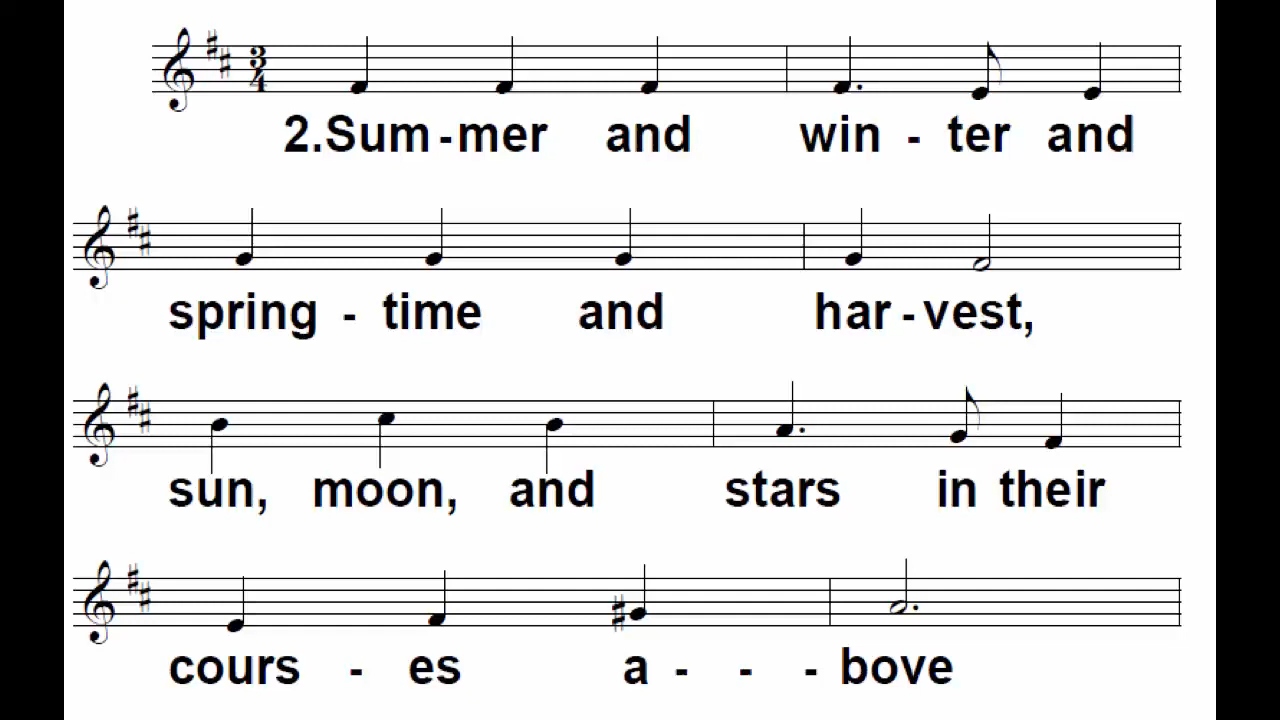 2.Sum-mer and win - ter and
spring - time and har-vest,
sun, moon, and stars in their
cours - es a - - - bove